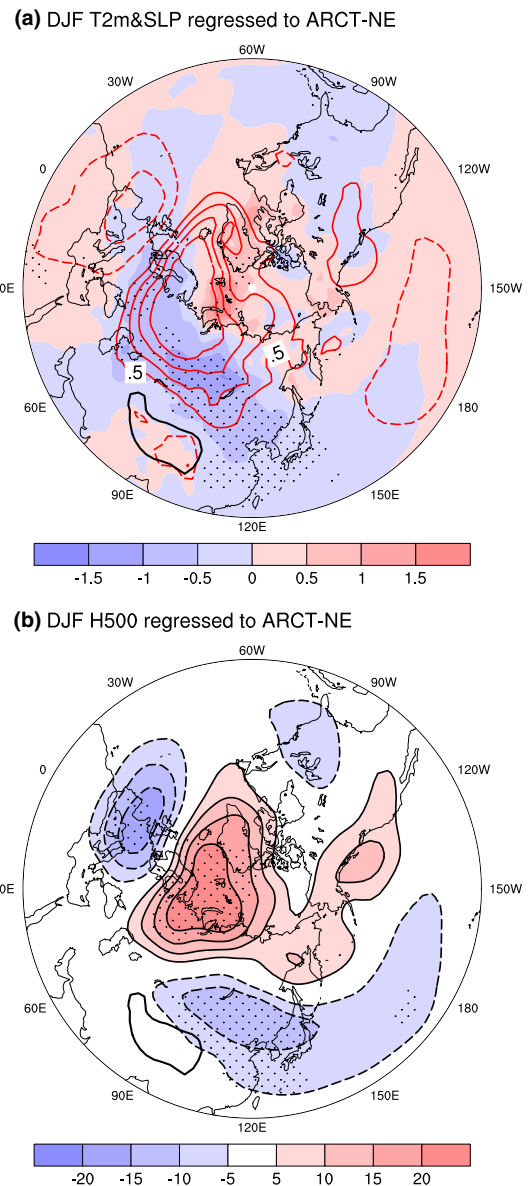 (a) DJF T2m&SLP regressed to ARCT-NE
60W
30W
90W
0
120W
0E
150W
.5
.5
60E
180
90E
150E
120E
-1.5 -1 -0.5 0 0.5 1 1.5
(b) DJF H500 regressed to ARCT-NE
60W
30W
90W
0
120W
0E
150W
60E
180
90E
150E
120E
-20 -15 -10 -5 5 10 15 20